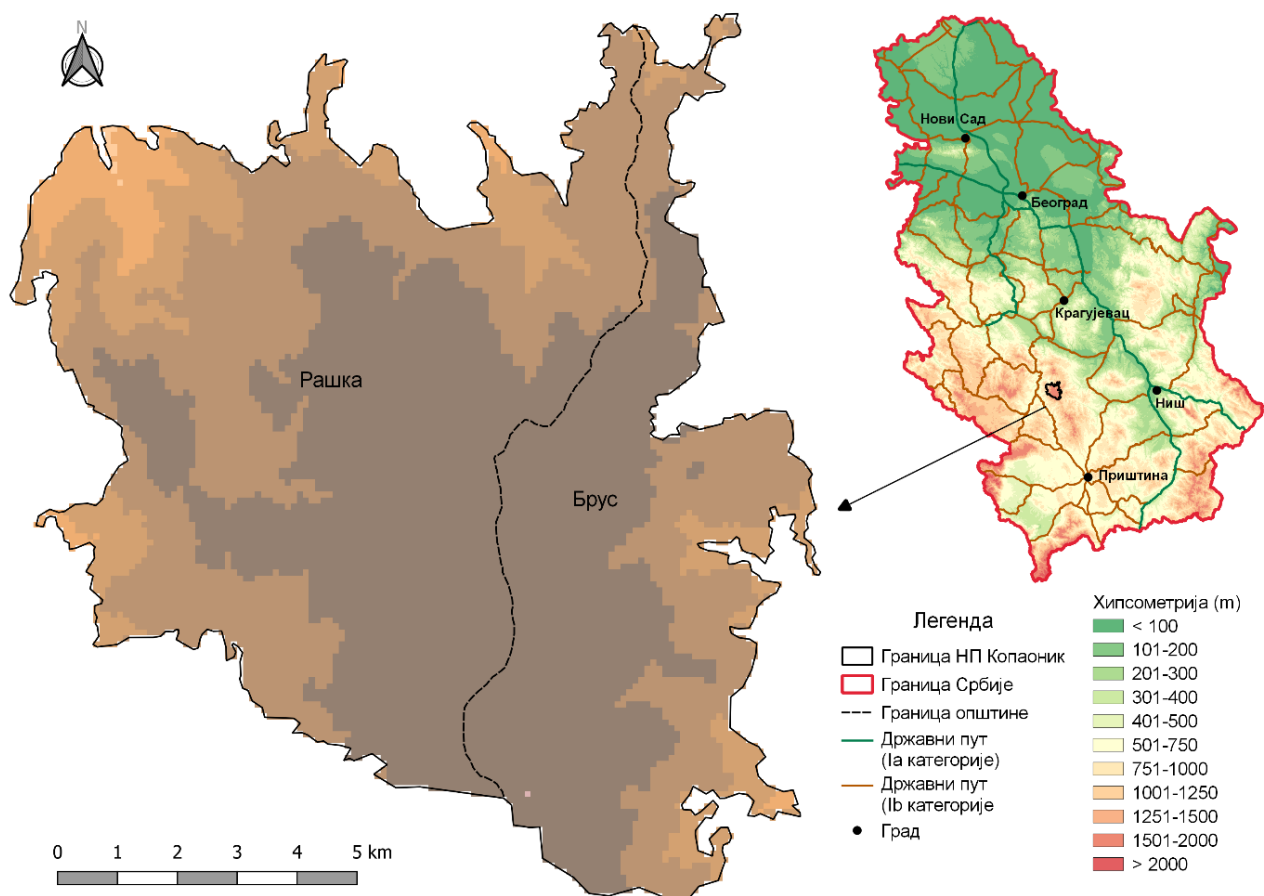 N
Рашка
Брус
0 1 2 3 4 5 km
Нови Сад
Београд
Крагујевац
Ниш
Приштина
Легенда
Граница НП Копаоник
Граница Србије
Граница општине
Државни пут
(Ia категорије)
Државни пут
(Ib категорије
Град
Хипсометрија (m)
< 100
101-200
201-300
301-400
401-500
501-750
751-1000
1001-1250
1251-1500
1501-2000
> 2000